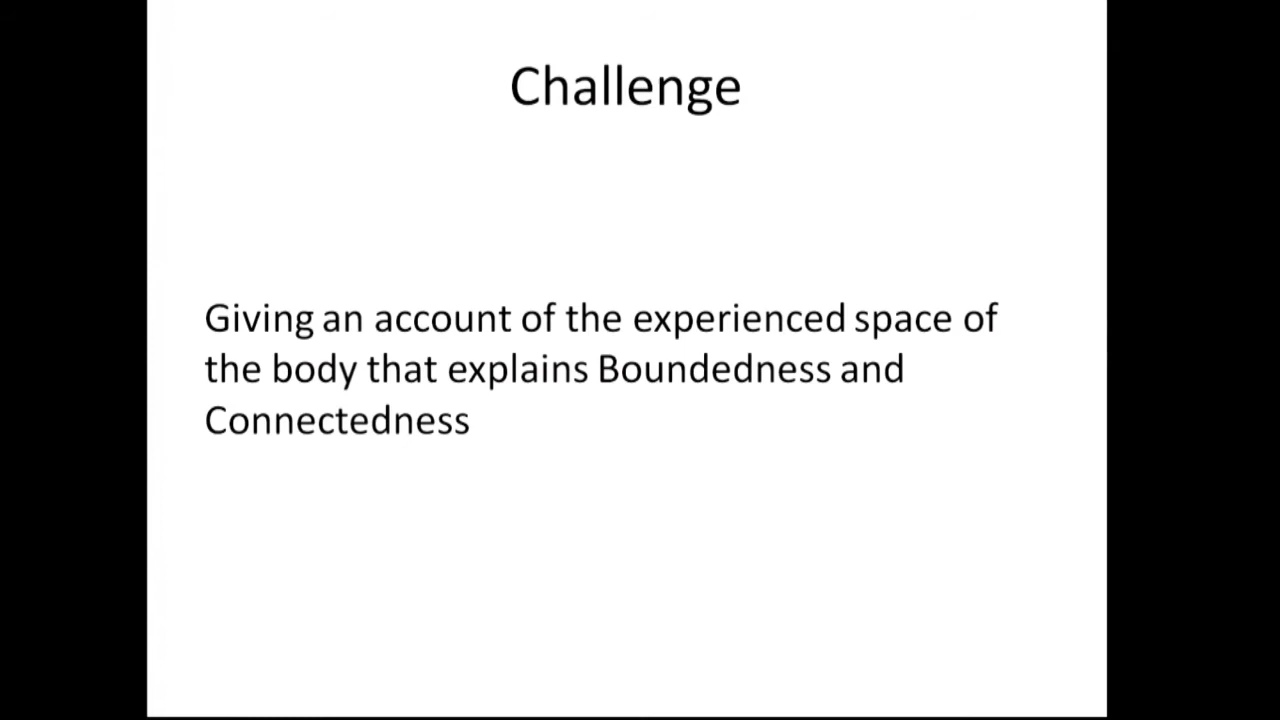 Challenge
Giving an account of the experienced space of
the body that explains Boundedness and
Connectedness